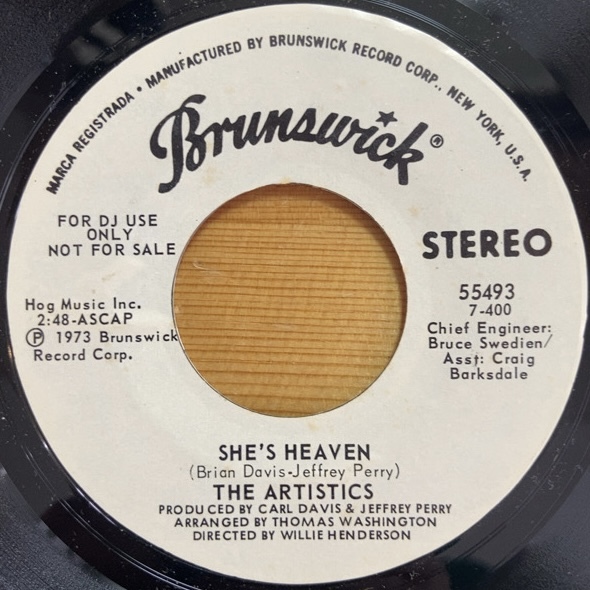 MARCA REGISTRADA • MANUFACTURED BY BRUNSWICK RECORD CORP., NEW YORK, U.S.A.
Brunswick®
FOR DJ USE
ONLY
NOT FOR SALE
STEREO
Hog Music Inc.
2:48-ASCAP
Ⓟ 1973 Brunswick
Record Corp.
55493
7-400
Chief Engineer:
Bruce Swedien/
Asst: Craig
Barksdale
SHE'S HEAVEN
(Brian Davis-Jeffrey Perry)
THE ARTISTICS
PRODUCED BY CARL DAVIS & JEFFREY PERRY
ARRANGED BY THOMAS WASHINGTON
DIRECTED BY WILLIE HENDERSON